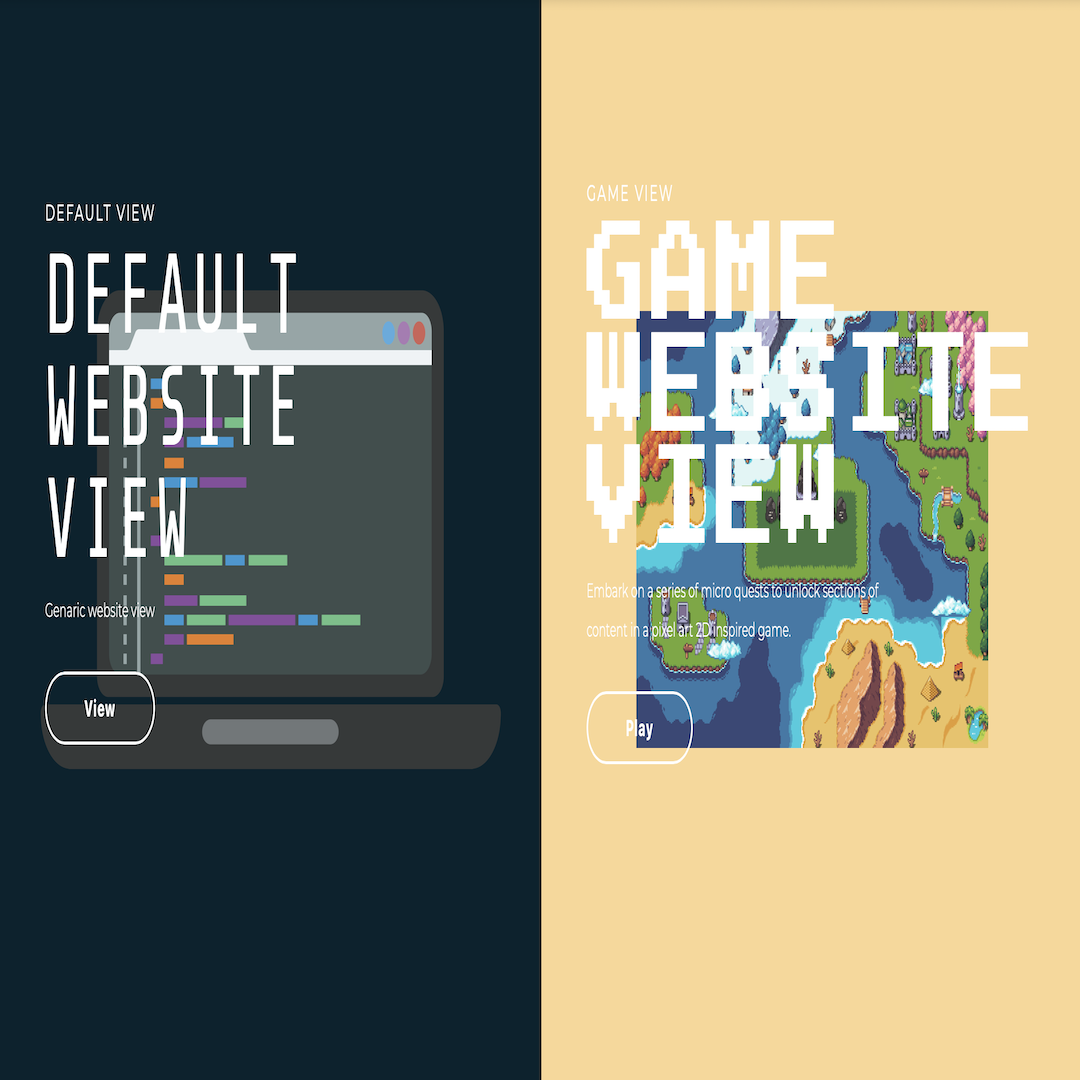 DEFAULT VIEW
DEFAULT
WEBSITE
VIEW
Genaric website view
View
GAME VIEW
GAME
WEBSITE
VIEW
Embark on a series of micro quests to unlock sections of
content in a pixel art 2D inspired game.
Play